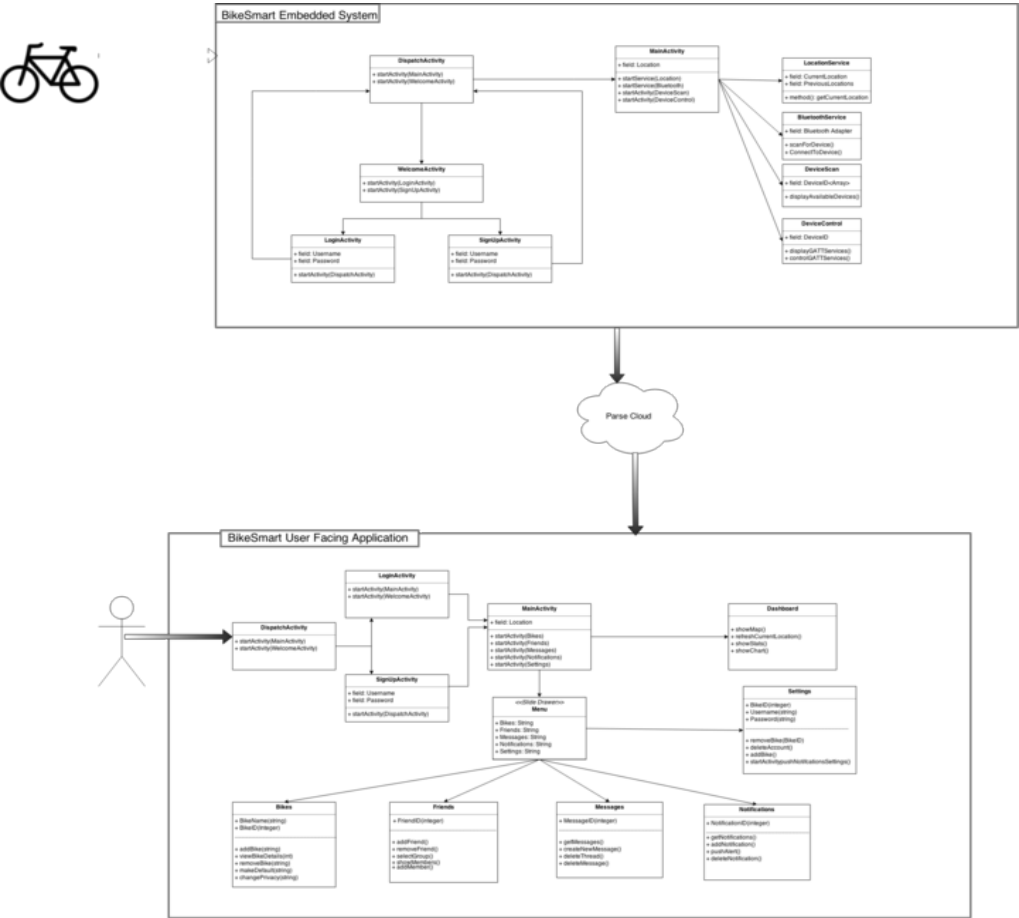 BikeSmart Embedded System
DispatchActivity
+ startActivity(MainActivity)
+ startActivity(WelcomeActivity)
MainActivity
+ field: Location
+ startService(Location)
+ startService(Bluetooth)
+ startActivity(DeviceScan)
+ startActivity(DeviceControl)
LocationService
+ field: CurrentLocation
+ field: PreviousLocations
+ method(): getCurrentLocation
BluetoothService
+ field: Bluetooth Adapter
+ scanForDevice()
+ ConnectToDevice()
DeviceScan
+ field: DeviceID<Array>
+ displayAvailableDevices()
DeviceControl
+ field: DeviceID
+ displayGATTServices()
+ controlGATTServices()
WelcomeActivity
+ startActivity(LoginActivity)
+ startActivity(SignUpActivity)
LoginActivity
+ field: Username
+ field: Password
+ startActivity(DispatchActivity)
SignUpActivity
+ field: Username
+ field: Password
+ startActivity(DispatchActivity)
Parse Cloud
BikeSmart User Facing Application
LoginActivity
+ startActivity(MainActivity)
+ startActivity(WelcomeActivity)
DispatchActivity
+ startActivity(MainActivity)
+ startActivity(WelcomeActivity)
SignUpActivity
+ field: Username
+ field: Password
+ startActivity(DispatchActivity)
MainActivity
+ field: Location
+ startActivity(Bikes)
+ startActivity(Friends)
+ startActivity(Messages)
+ startActivity(Notifications)
+ startActivity(Settings)
Dashboard
+ showMap()
+ refreshCurrentLocation()
+ showStats()
+ showChart()
<<Slide Drawer>>
Menu
+ Bikes: String
+ Friends: String
+ Messages: String
+ Notifications: String
+ Settings: String
Settings
+ BikeID(integer)
+ Username(string)
+ Password(string)
+ removeBike(BikeID)
+ deleteAccount()
+ addBike()
+ startActivitypushNotificationsSettings()
Bikes
+ BikeName(string)
+ BikeID(integer)
+ addBike(string)
+ viewBikeDetails(int)
+ removeBike(string)
+ makeDefault(string)
+ changePrivacy(string)
Friends
+ FriendID(integer)
+ addFriend()
+ removeFriend()
+ selectGroup()
+ showMembers()
+ addMember()
Messages
+ MessageID(integer)
+ getMessages()
+ createNewMessage()
+ deleteThread()
+ deleteMessage()
Notifications
+ NotificationID(integer)
+ getNotifications()
+ addNotification()
+ pushAlert()
+ deleteNotification()